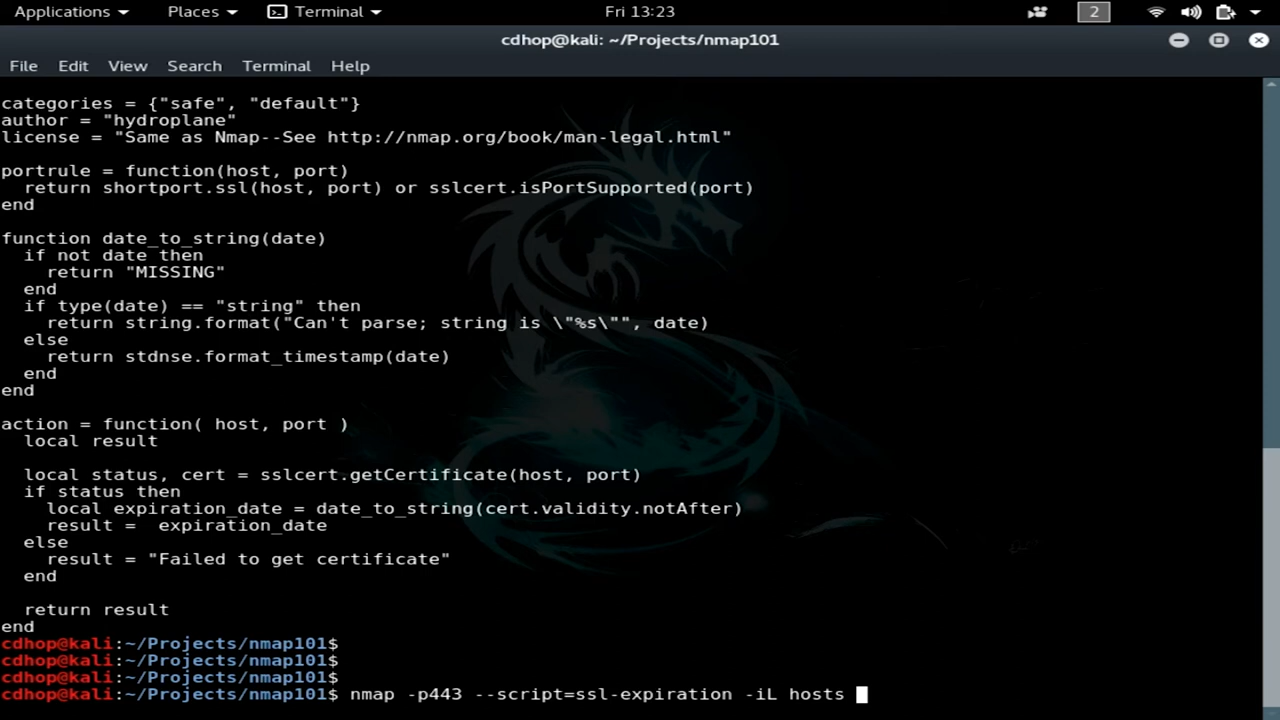 Applications Places Terminal Fri 13:23 2
cdhop@kali: ~/Projects/nmap101
File Edit View Search Terminal Help
categories = {"safe", "default"}
author = "hydroplane"
license = "Same as Nmap--See http://nmap.org/book/man-legal.html"
portrule = function(host, port)
  return shortport.ssl(host, port) or sslcert.isPortSupported(port)
end
function date_to_string(date)
  if not date then
    return "MISSING"
  end
  if type(date) == "string" then
    return string.format("Can't parse; string is \"%s\"", date)
  else
    return stdnse.format_timestamp(date)
  end
end
action = function( host, port )
  local result
  local status, cert = sslcert.getCertificate(host, port)
  if status then
    local expiration_date = date_to_string(cert.validity.notAfter)
    result =  expiration_date
  else
    result = "Failed to get certificate"
  end
  return result
end
cdhop@kali:~/Projects/nmap101$
cdhop@kali:~/Projects/nmap101$
cdhop@kali:~/Projects/nmap101$
cdhop@kali:~/Projects/nmap101$ nmap -p443 --script=ssl-expiration -iL hosts